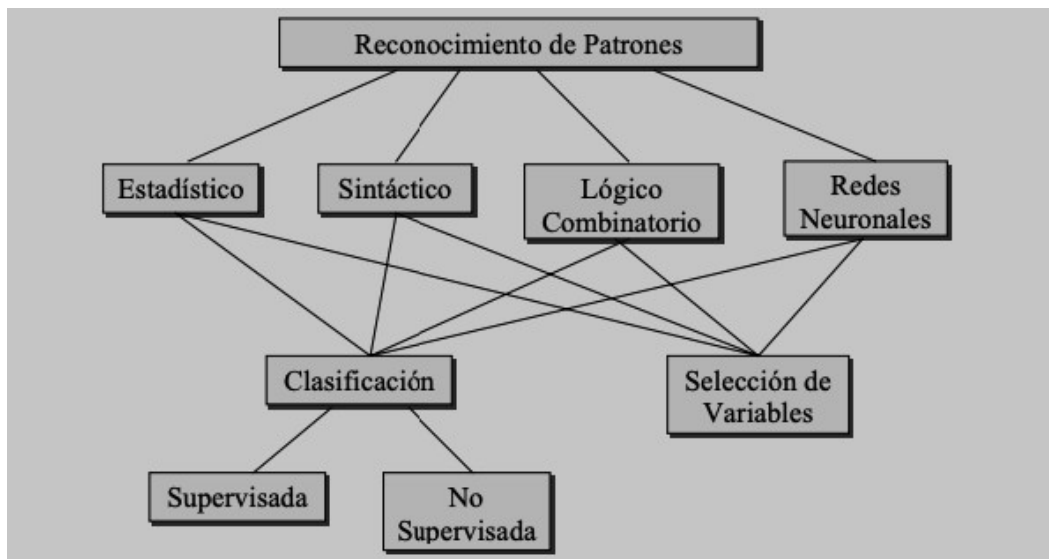 Reconocimiento de Patrones
Estadístico
Sintáctico
Lógico
Combinatorio
Redes
Neuronales
Clasificación
Selección de
Variables
Supervisada
No
Supervisada